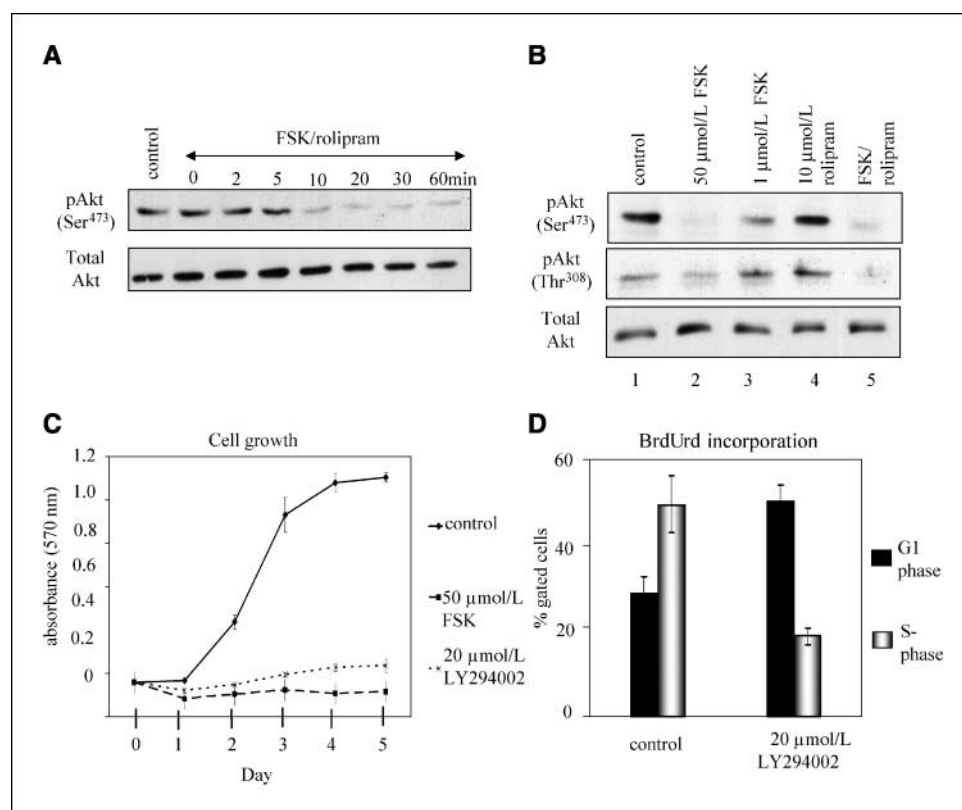 A
control
FSK/rolipram
0 2 5 10 20 30 60min
pAkt
(Ser473)
Total
Akt
B
control
50 µmol/L FSK
1 µmol/L FSK
10 µmol/L
rolipram
FSK/
rolipram
pAkt
(Ser473)
pAkt
(Thr308)
Total
Akt
1 2 3 4 5
C
Cell growth
absorbance (570 nm)
1.2
1.0
0.8
0.6
0.4
0.2
0
0 1 2 3 4 5
Day
control
50 µmol/L
FSK
20 µmol/L
LY294002
D
BrdUrd incorporation
% gated cells
60
40
20
0
control
20 µmol/L
LY294002
G1
phase
S-
phase